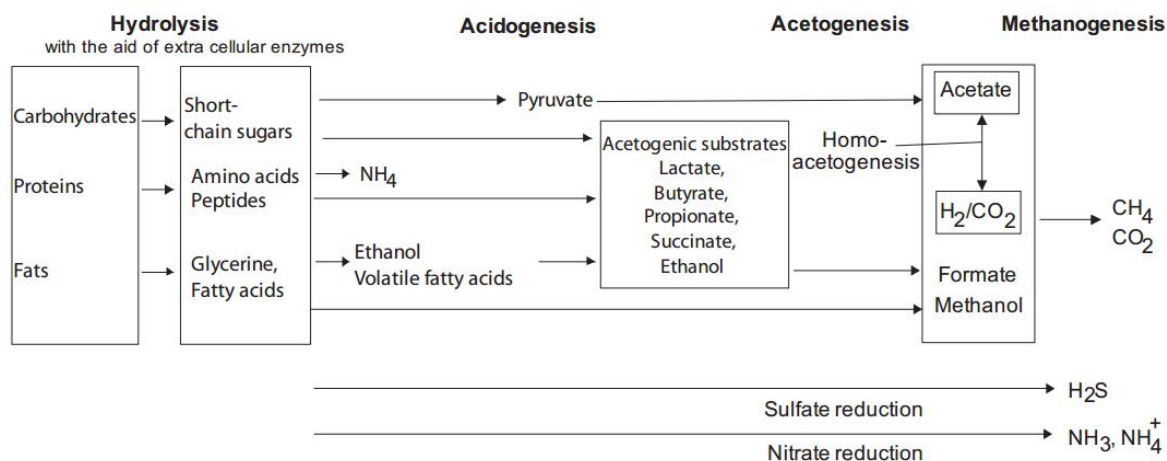 Hydrolysis
with the aid of extra cellular enzymes
Acidogenesis
Acetogenesis
Methanogenesis
Carbohydrates
Proteins
Fats
Short-
chain sugars
Amino acids
Peptides
Glycerine,
Fatty acids
Pyruvate
NH4
Ethanol
Volatile fatty acids
Acetogenic substrates
Lactate,
Butyrate,
Propionate,
Succinate,
Ethanol
Homo-
acetogenesis
Acetate
H2/CO2
Formate
Methanol
CH4
CO2
Sulfate reduction
H2S
Nitrate reduction
NH3, NH4+